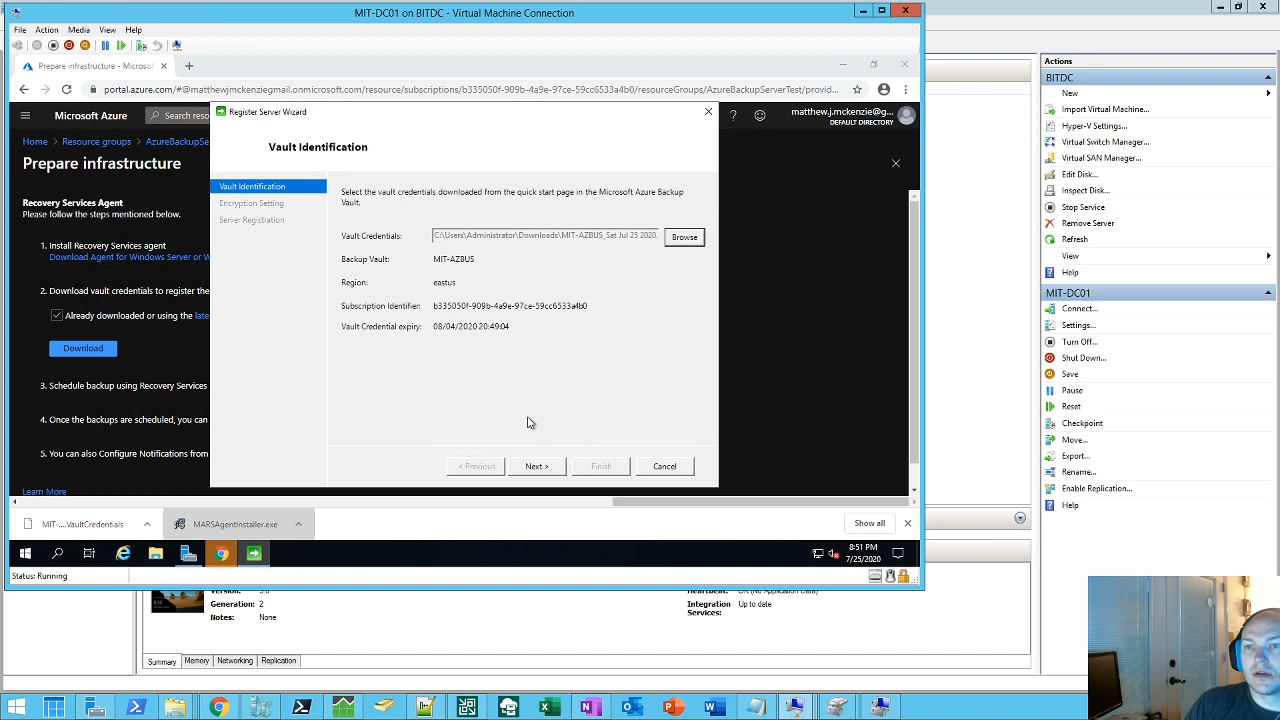 MIT-DC01 on BITDC - Virtual Machine Connection
File Action Media View Help
Prepare infrastructure - Microsof
portal.azure.com/#@matthewjmckenziegmail.onmicrosoft.com/resource/subscriptions/b335050f-909b-4a9e-97ce-59cc6533a4b0/resourceGroups/AzureBackupServerTest/provid...
Microsoft Azure
Search reso
matthew.j.mckenzie@g...
DEFAULT DIRECTORY
Home > Resource groups > AzureBackupSe
Prepare infrastructure
Recovery Services Agent
Please follow the steps mentioned below.
1. Install Recovery Services agent
Download Agent for Windows Server or W
2. Download vault credentials to register the
Already downloaded or using the late
Download
3. Schedule backup using Recovery Services
4. Once the backups are scheduled, you can
5. You can also Configure Notifications from
Learn More
Register Server Wizard
Vault Identification
Vault Identification
Encryption Setting
Server Registration
Select the vault credentials downloaded from the quick start page in the Microsoft Azure Backup
Vault.
Vault Credentials: C:\Users\Administrator\Downloads\MIT-AZBUS_Sat Jul 25 2020. Browse
Backup Vault: MIT-AZBUS
Region: eastus
Subscription Identifier: b335050f-909b-4a9e-97ce-59cc6533a4b0
Vault Credential expiry: 08/04/2020 20:49:04
< Previous Next > Finish Cancel
MIT-....VaultCredentials
MARSAgentInstaller.exe
Show all
8:51 PM
7/25/2020
Status: Running
Generation: 2
Notes: None
Integration Up to date
Services:
Summary Memory Networking Replication
Actions
BITDC
New
Import Virtual Machine...
Hyper-V Settings...
Virtual Switch Manager...
Virtual SAN Manager...
Edit Disk...
Inspect Disk...
Stop Service
Remove Server
Refresh
View
Help
MIT-DC01
Connect...
Settings...
Turn Off...
Shut Down...
Save
Pause
Reset
Checkpoint
Move...
Export...
Rename...
Enable Replication...
Help